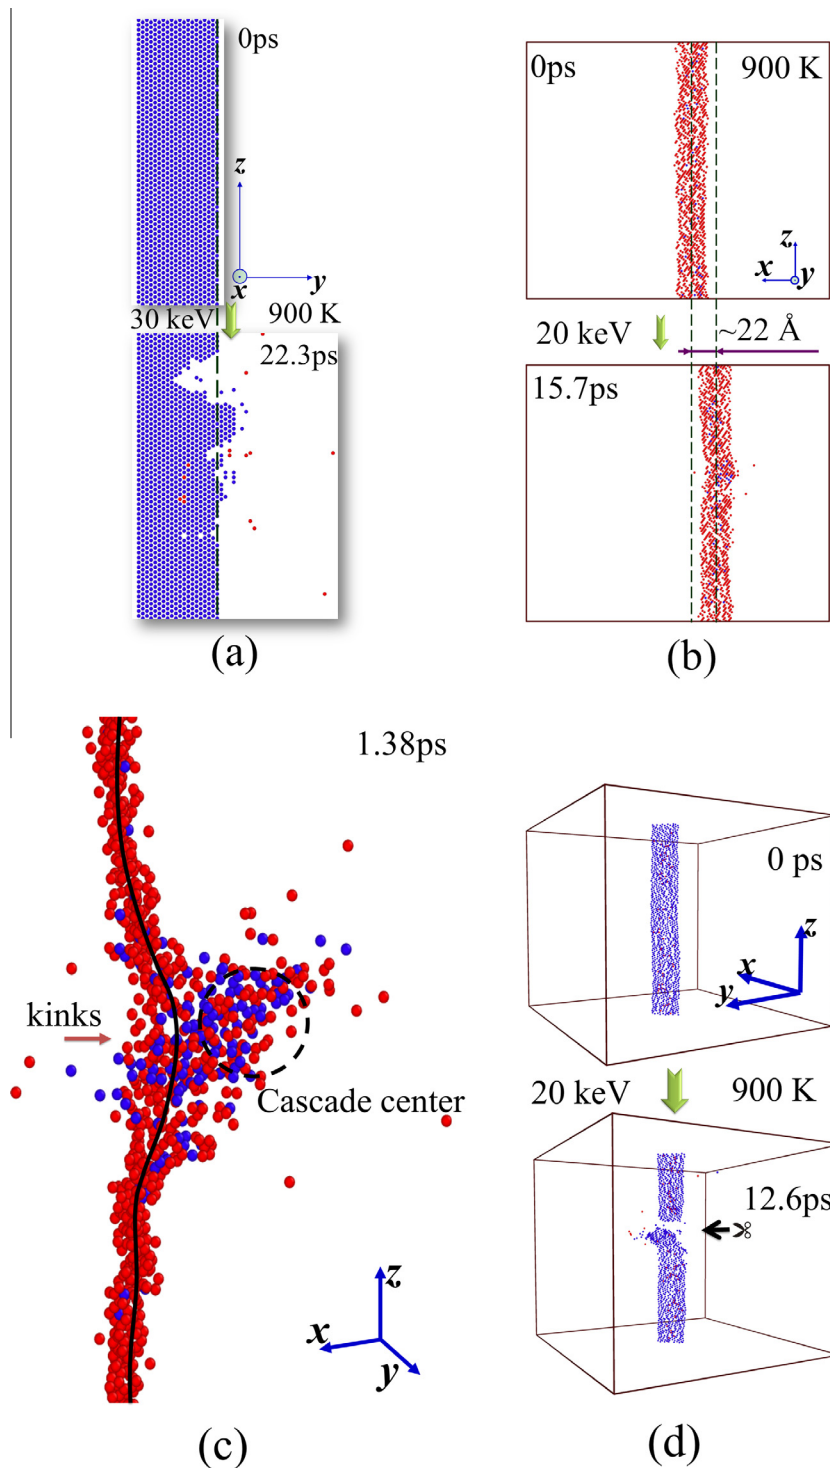 0ps
z
y
x
30 keV
900 K
22.3ps
(a)
0ps
900 K
z
x
y
20 keV
~22 Å
15.7ps
(b)
1.38ps
kinks
Cascade center
z
x
y
(c)
0 ps
z
x
y
20 keV
900 K
12.6ps
(d)